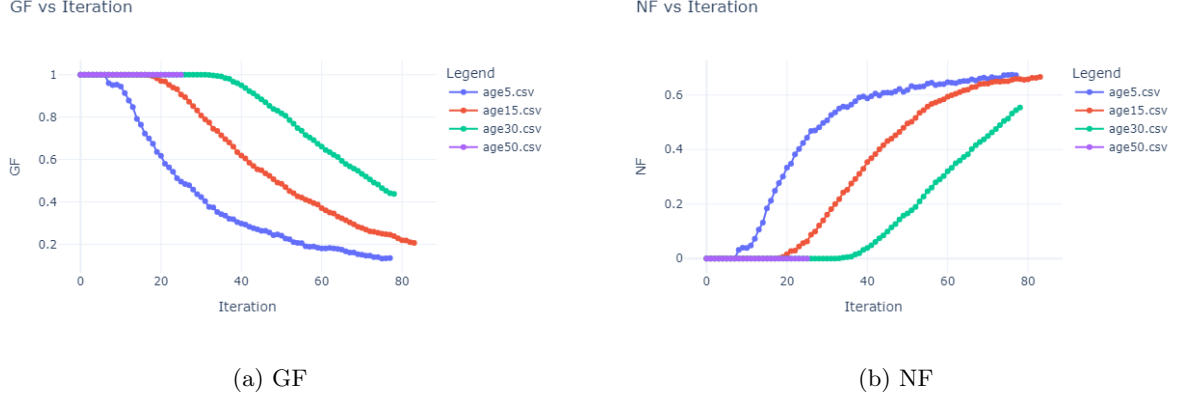 GF vs Iteration
1
0.8
0.6
0.4
0.2
GF
0
20
40
60
80
Iteration
Legend
age5.csv
age15.csv
age30.csv
age50.csv
(a) GF
NF vs Iteration
0.6
0.4
0.2
0
NF
0
20
40
60
80
Iteration
Legend
age5.csv
age15.csv
age30.csv
age50.csv
(b) NF